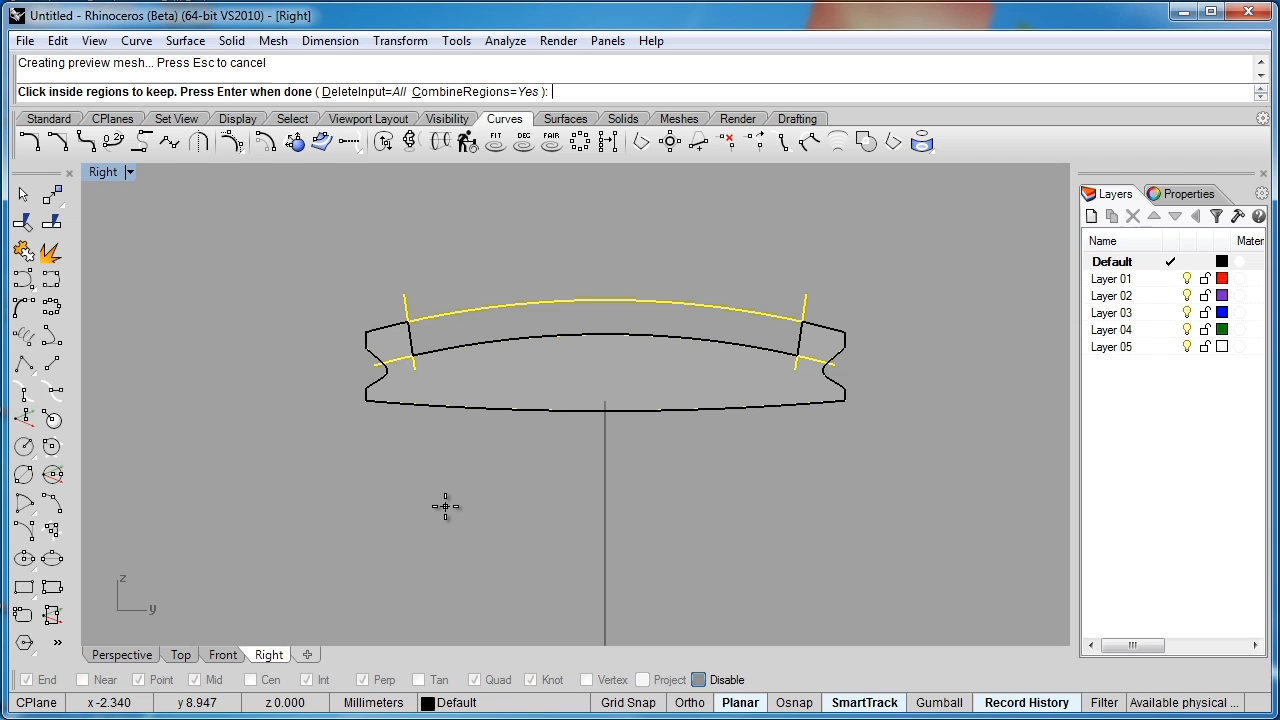 Untitled - Rhinoceros (Beta) (64-bit VS2010) - [Right]
File Edit View Curve Surface Solid Mesh Dimension Transform Tools Analyze Render Panels Help
Creating preview mesh... Press Esc to cancel
Click inside regions to keep. Press Enter when done ( DeleteInput=All CombineRegions=Yes ):
Standard CPlanes Set View Display Select Viewport Layout Visibility Curves Surfaces Solids Meshes Render Drafting
FIT DEG FAIR
Right
Layers Properties
Name Mater
Default
Layer 01
Layer 02
Layer 03
Layer 04
Layer 05
z
y
Perspective Top Front Right
End Near Point Mid Cen Int Perp Tan Quad Knot Vertex Project Disable
CPlane x -2.340 y 8.947 z 0.000 Millimeters Default Grid Snap Ortho Planar Osnap SmartTrack Gumball Record History Filter Available physical ...